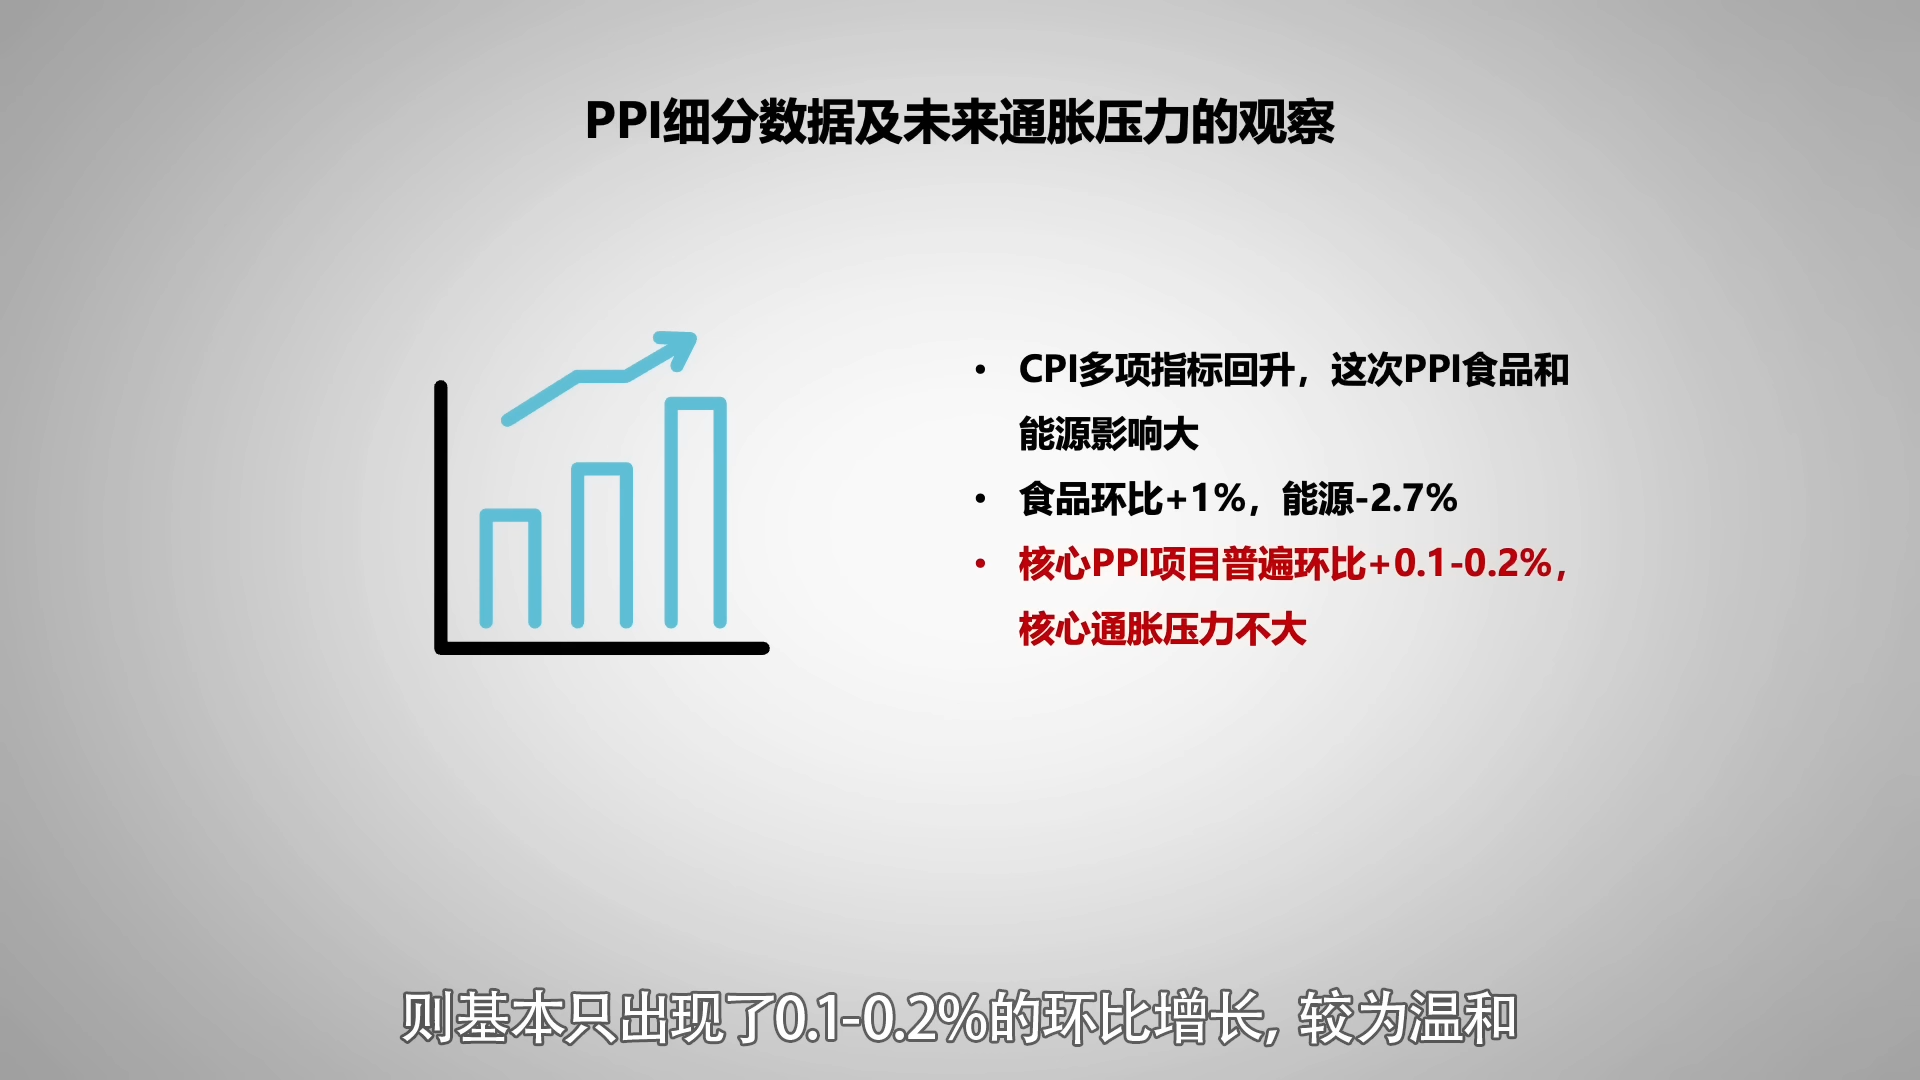 PPI细分数据及未来通胀压力的观察
• CPI多项指标回升，这次PPI食品和
能源影响大
• 食品环比+1%，能源-2.7%
• 核心PPI项目普遍环比+0.1-0.2%，
核心通胀压力不大
则基本只出现了0.1-0.2%的环比增长, 较为温和